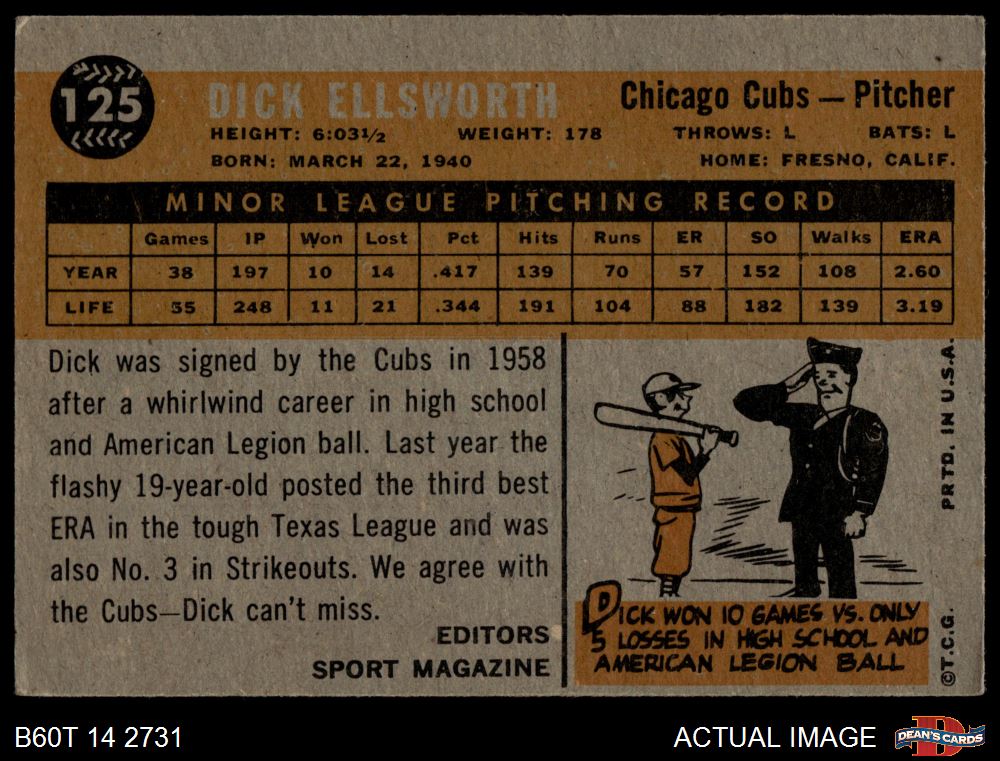 125
DICK ELLSWORTH
Chicago Cubs — Pitcher
HEIGHT: 6:03½ WEIGHT: 178 THROWS: L BATS: L
BORN: MARCH 22, 1940 HOME: FRESNO, CALIF.
MINOR LEAGUE PITCHING RECORD
Games IP Won Lost Pct Hits Runs ER SO Walks ERA
YEAR 38 197 10 14 .417 139 70 57 152 108 2.60
LIFE 55 248 11 21 .344 191 104 88 182 139 3.19
Dick was signed by the Cubs in 1958
after a whirlwind career in high school
and American Legion ball. Last year the
flashy 19-year-old posted the third best
ERA in the tough Texas League and was
also No. 3 in Strikeouts. We agree with
the Cubs—Dick can't miss.
EDITORS
SPORT MAGAZINE
DICK WON 10 GAMES VS. ONLY
5 LOSSES IN HIGH SCHOOL AND
AMERICAN LEGION BALL
©T.C.G. PRTD. IN U.S.A.
B60T 14 2731
ACTUAL IMAGE
D
DEAN'S CARDS